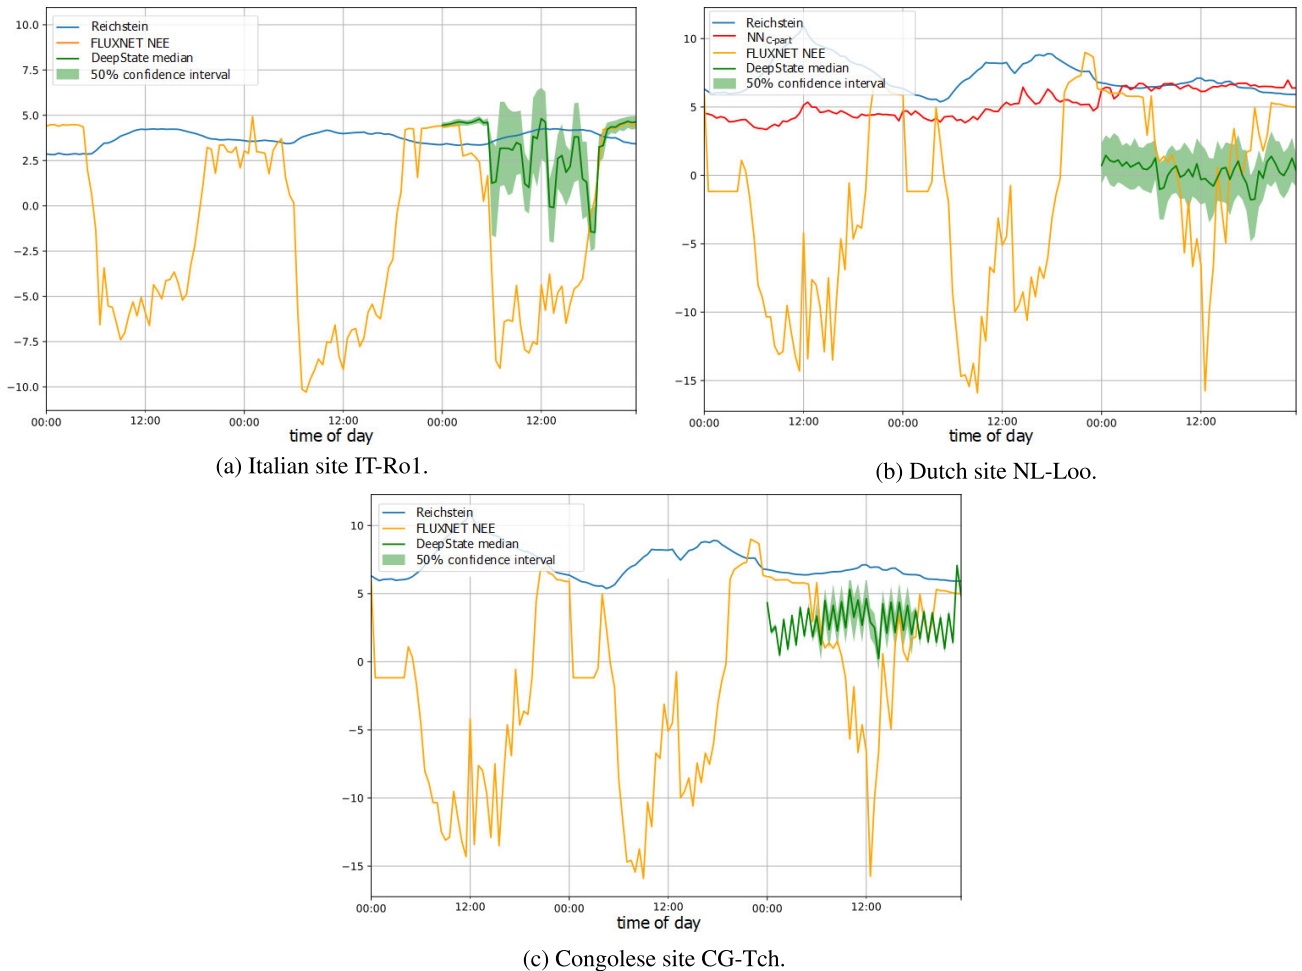 10.0
7.5
5.0
2.5
0.0
−2.5
−5.0
−7.5
−10.0
Reichstein
FLUXNET NEE
DeepState median
50% confidence interval
00:00 12:00 00:00 12:00 00:00 12:00
time of day
(a) Italian site IT-Ro1.
10
5
0
−5
−10
−15
Reichstein
NN_C-part
FLUXNET NEE
DeepState median
50% confidence interval
00:00 12:00 00:00 12:00 00:00 12:00
time of day
(b) Dutch site NL-Loo.
10
5
0
−5
−10
−15
Reichstein
FLUXNET NEE
DeepState median
50% confidence interval
00:00 12:00 00:00 12:00 00:00 12:00
time of day
(c) Congolese site CG-Tch.